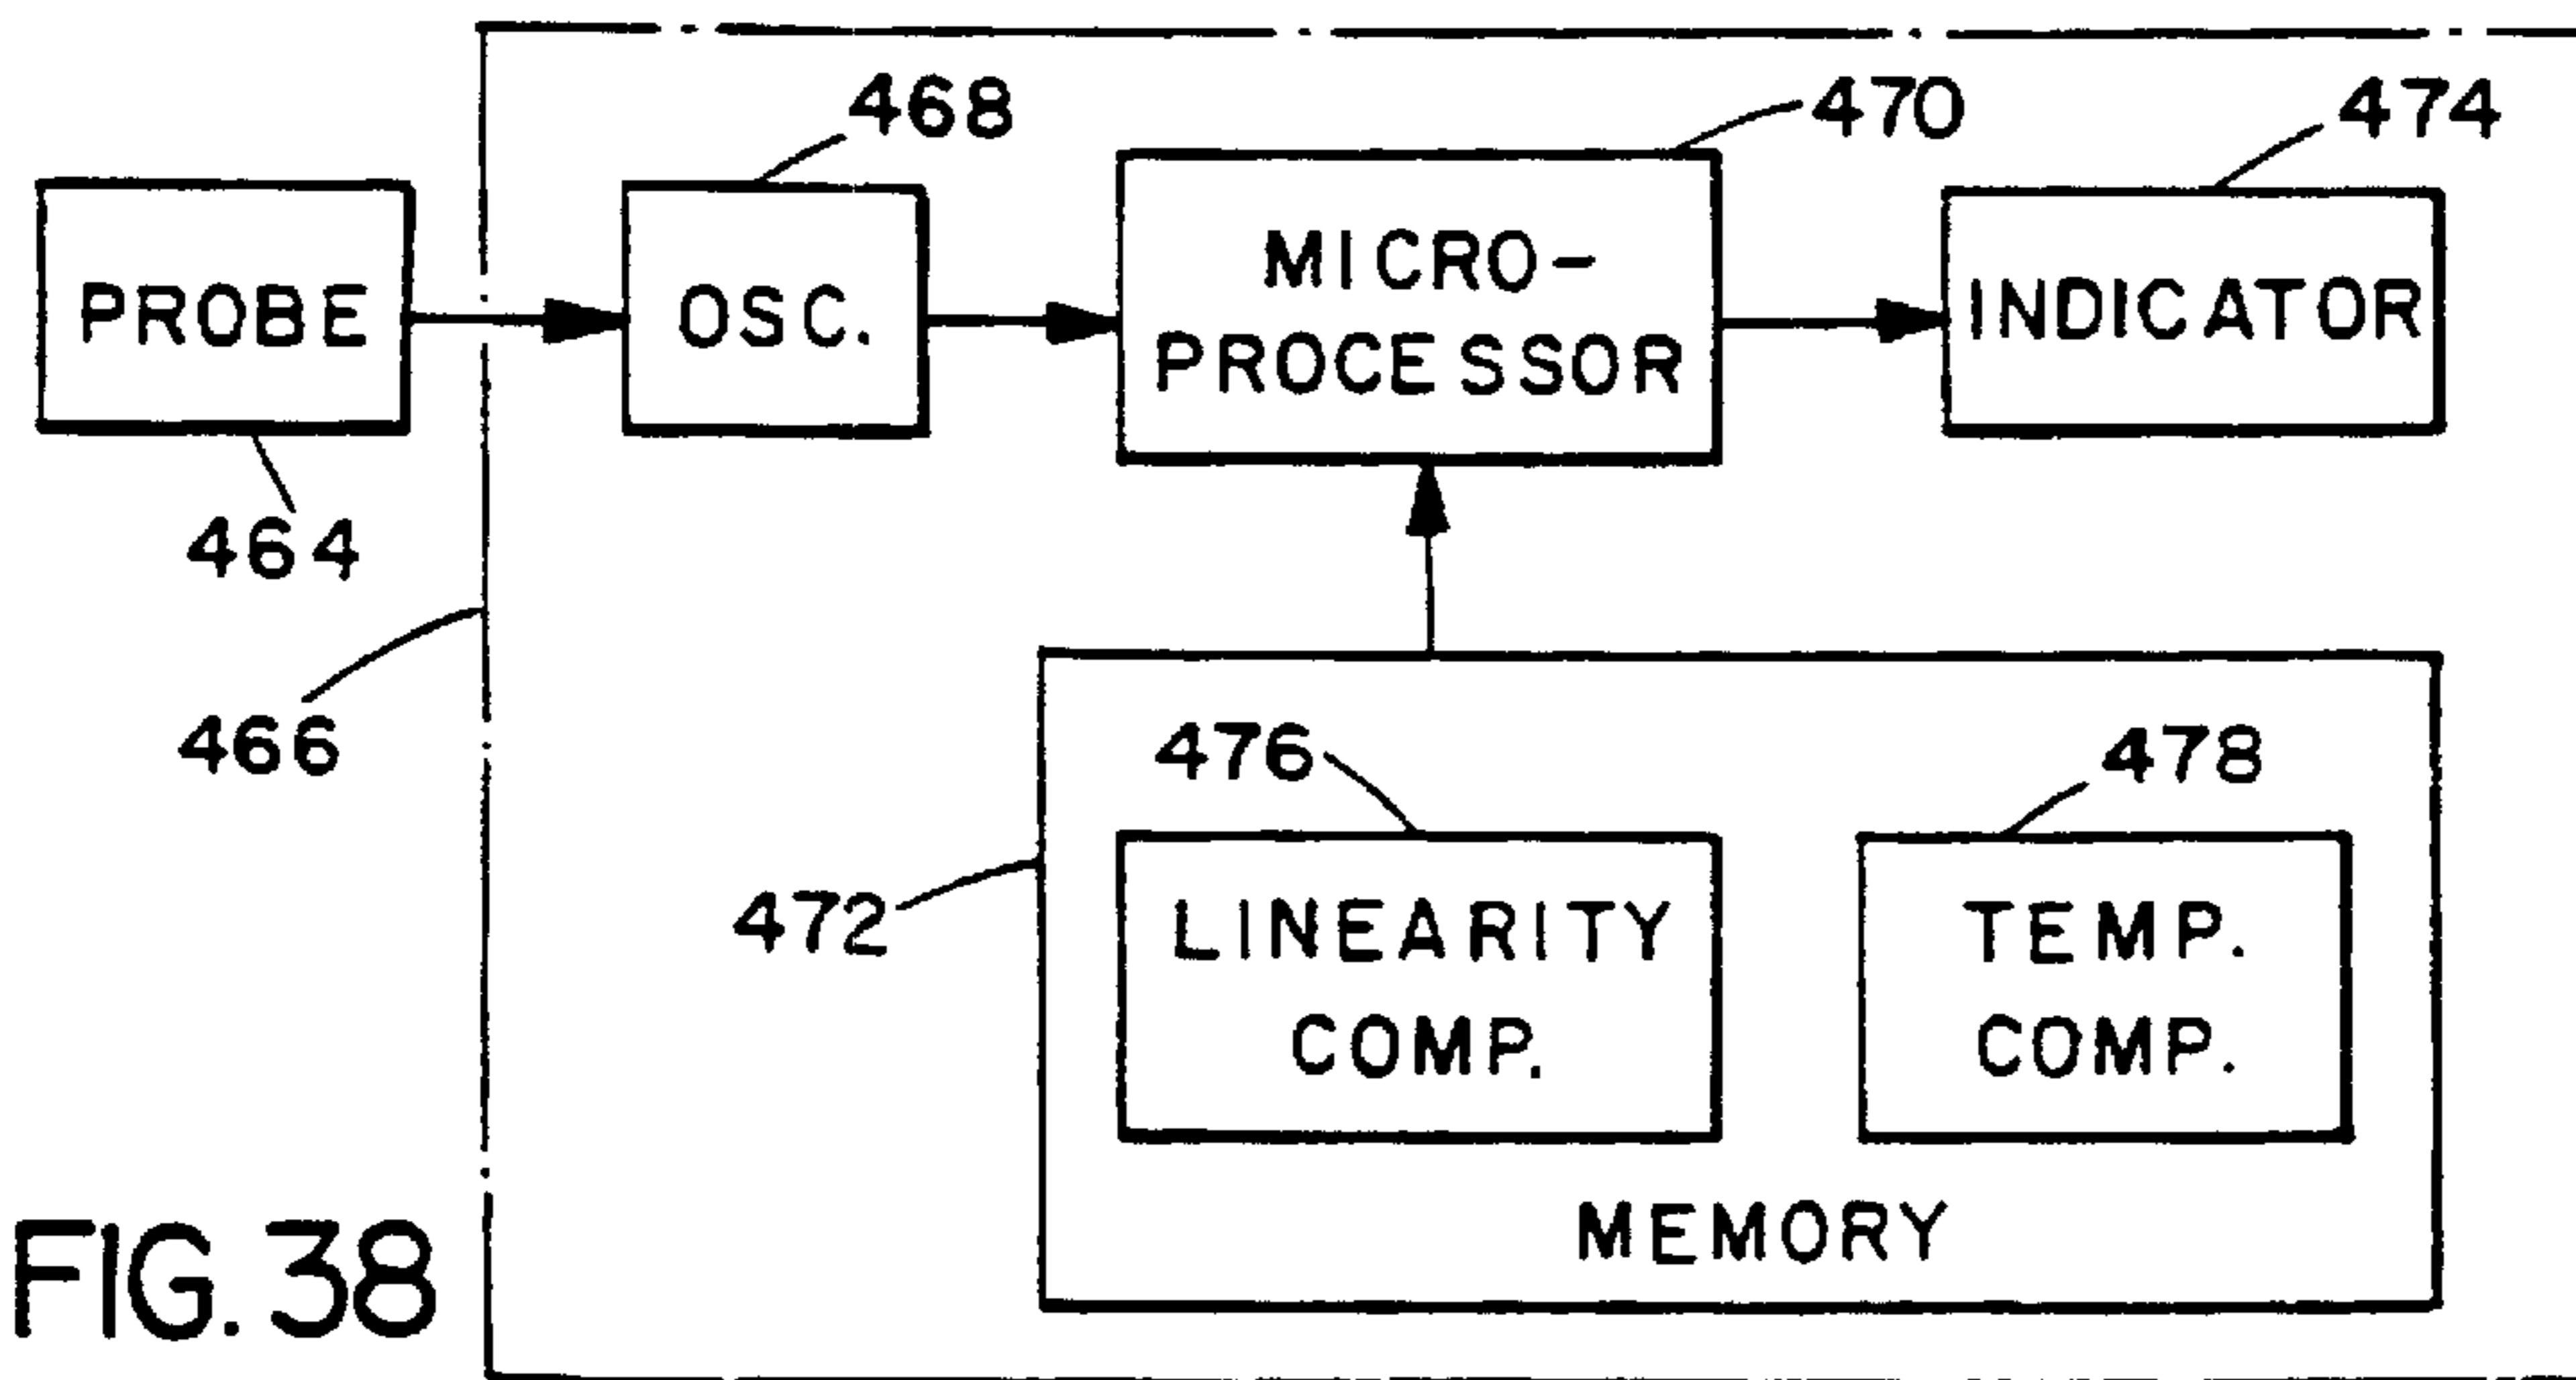 468
470
474
PROBE
OSC.
MICRO-
PROCESSOR
INDICATOR
464
466
476
478
472
LINEARITY
COMP.
TEMP.
COMP.
MEMORY
FIG. 38